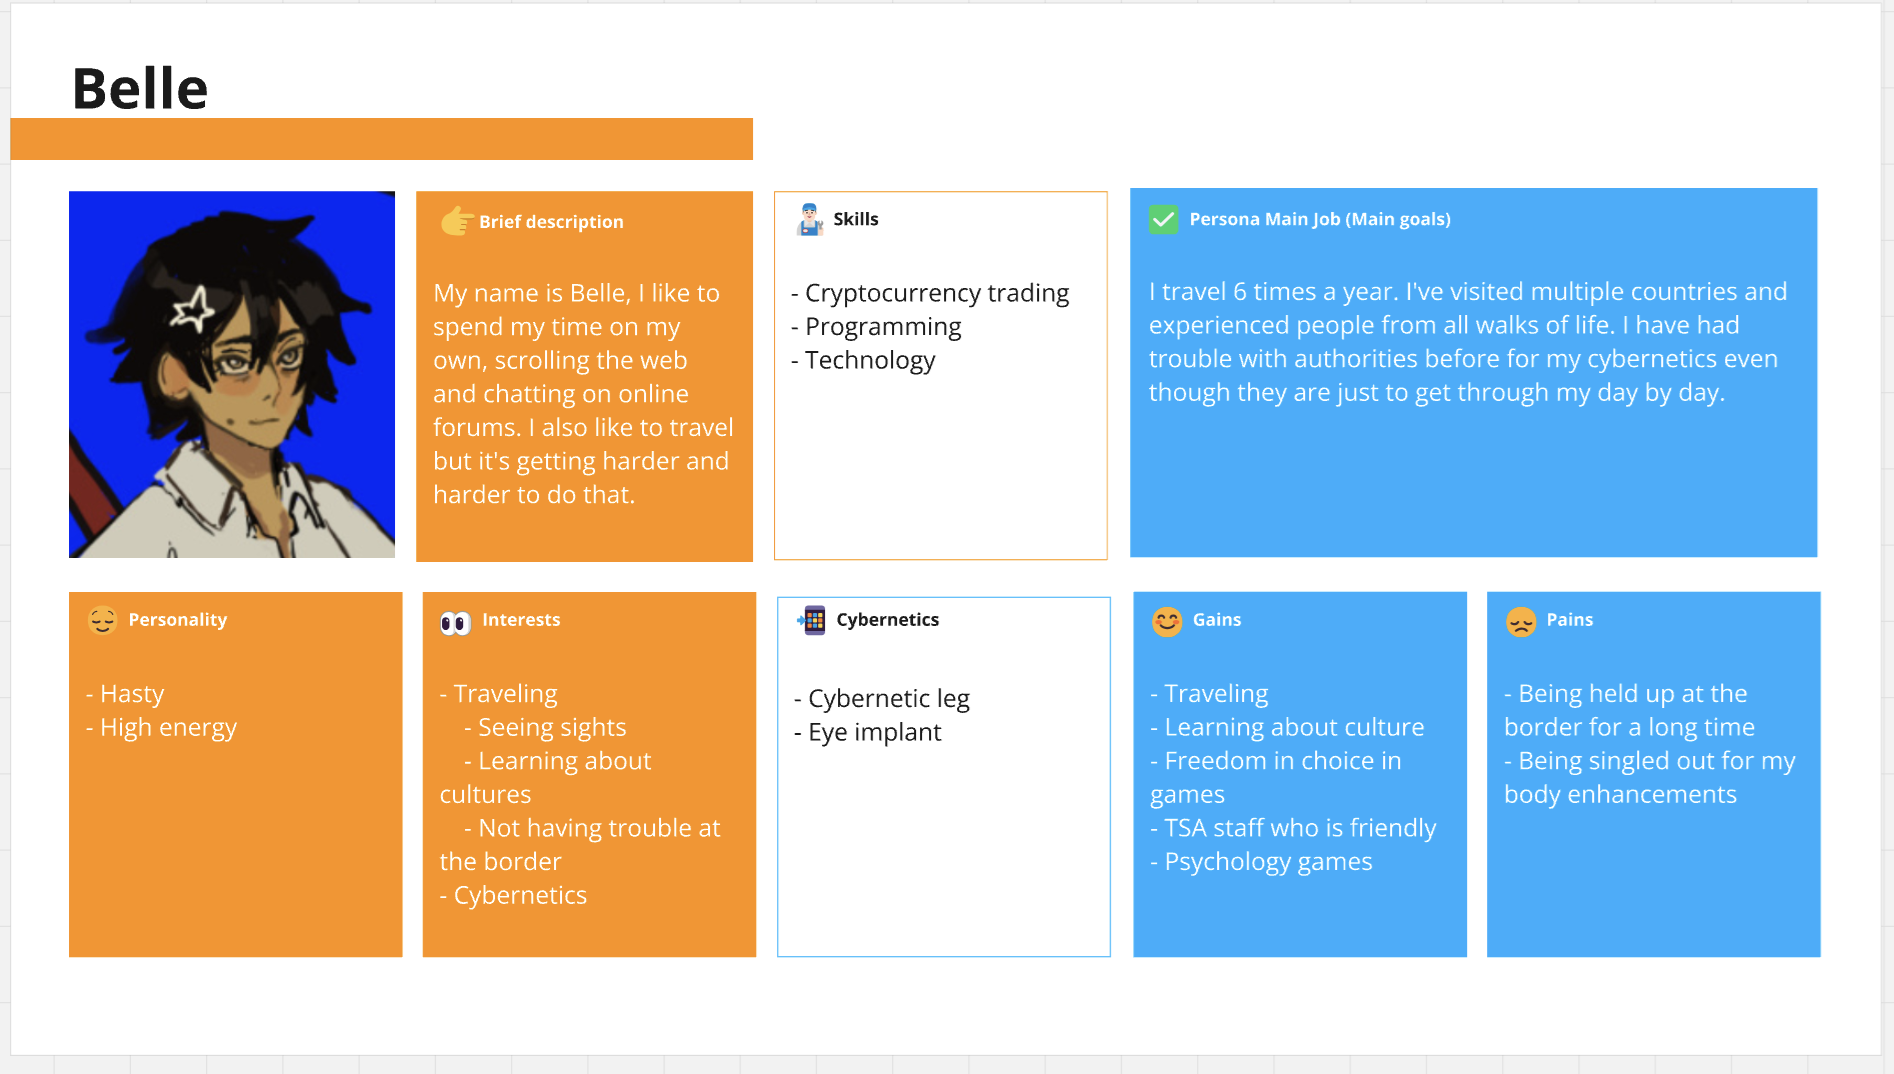 Belle
Brief description
My name is Belle, I like to
spend my time on my
own, scrolling the web
and chatting on online
forums. I also like to travel
but it's getting harder and
harder to do that.
Skills
- Cryptocurrency trading
- Programming
- Technology
Persona Main Job (Main goals)
I travel 6 times a year. I've visited multiple countries and
experienced people from all walks of life. I have had
trouble with authorities before for my cybernetics even
though they are just to get through my day by day.
Personality
- Hasty
- High energy
Interests
- Traveling
- Seeing sights
- Learning about
cultures
- Not having trouble at
the border
- Cybernetics
Cybernetics
- Cybernetic leg
- Eye implant
Gains
- Traveling
- Learning about culture
- Freedom in choice in
games
- TSA staff who is friendly
- Psychology games
Pains
- Being held up at the
border for a long time
- Being singled out for my
body enhancements